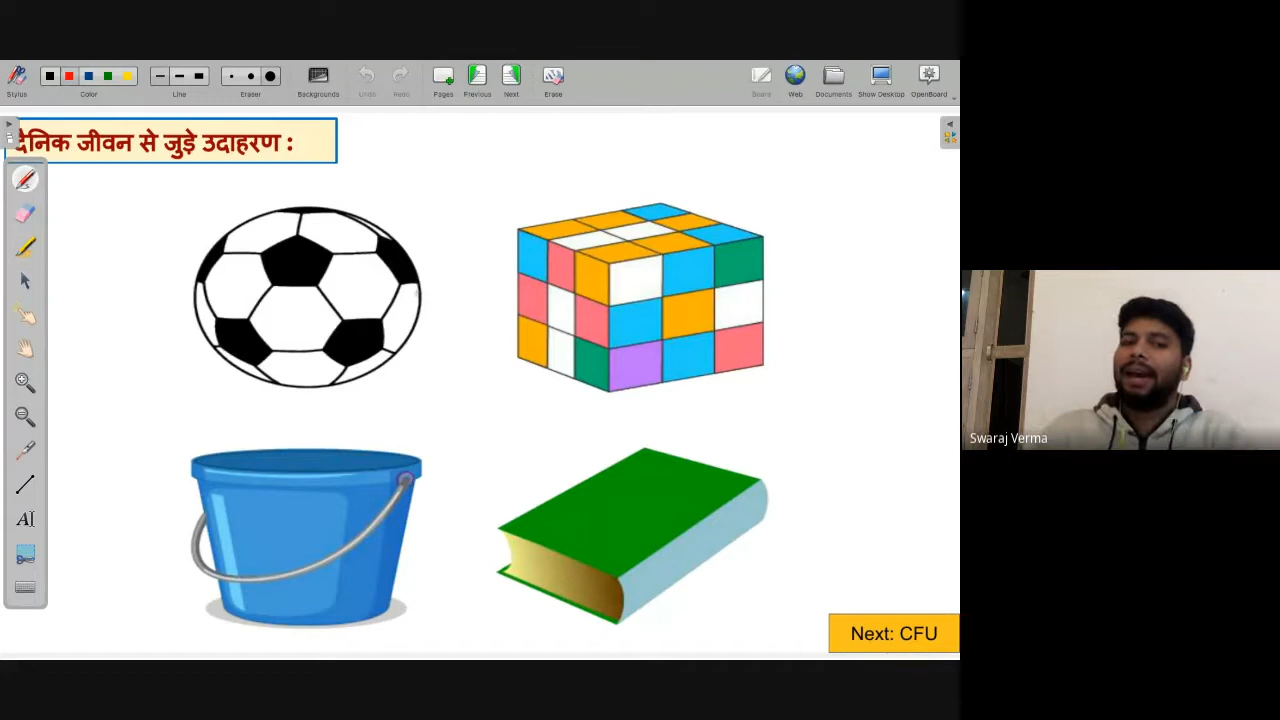 Stylus
Color
Line
Eraser
Backgrounds
Undo
Redo
Pages
Previous
Next
Erase
Board
Web
Documents
Show Desktop
OpenBoard
दैनिक जीवन से जुड़े उदाहरण :
AI
Swaraj Verma
Next: CFU